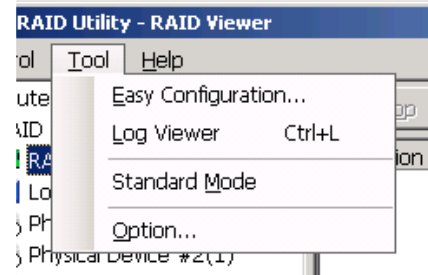 RAID Utility - RAID Viewer
Tool Help
Easy Configuration...
Log Viewer Ctrl+L
Standard Mode
Option...
Physical Device #2(1)